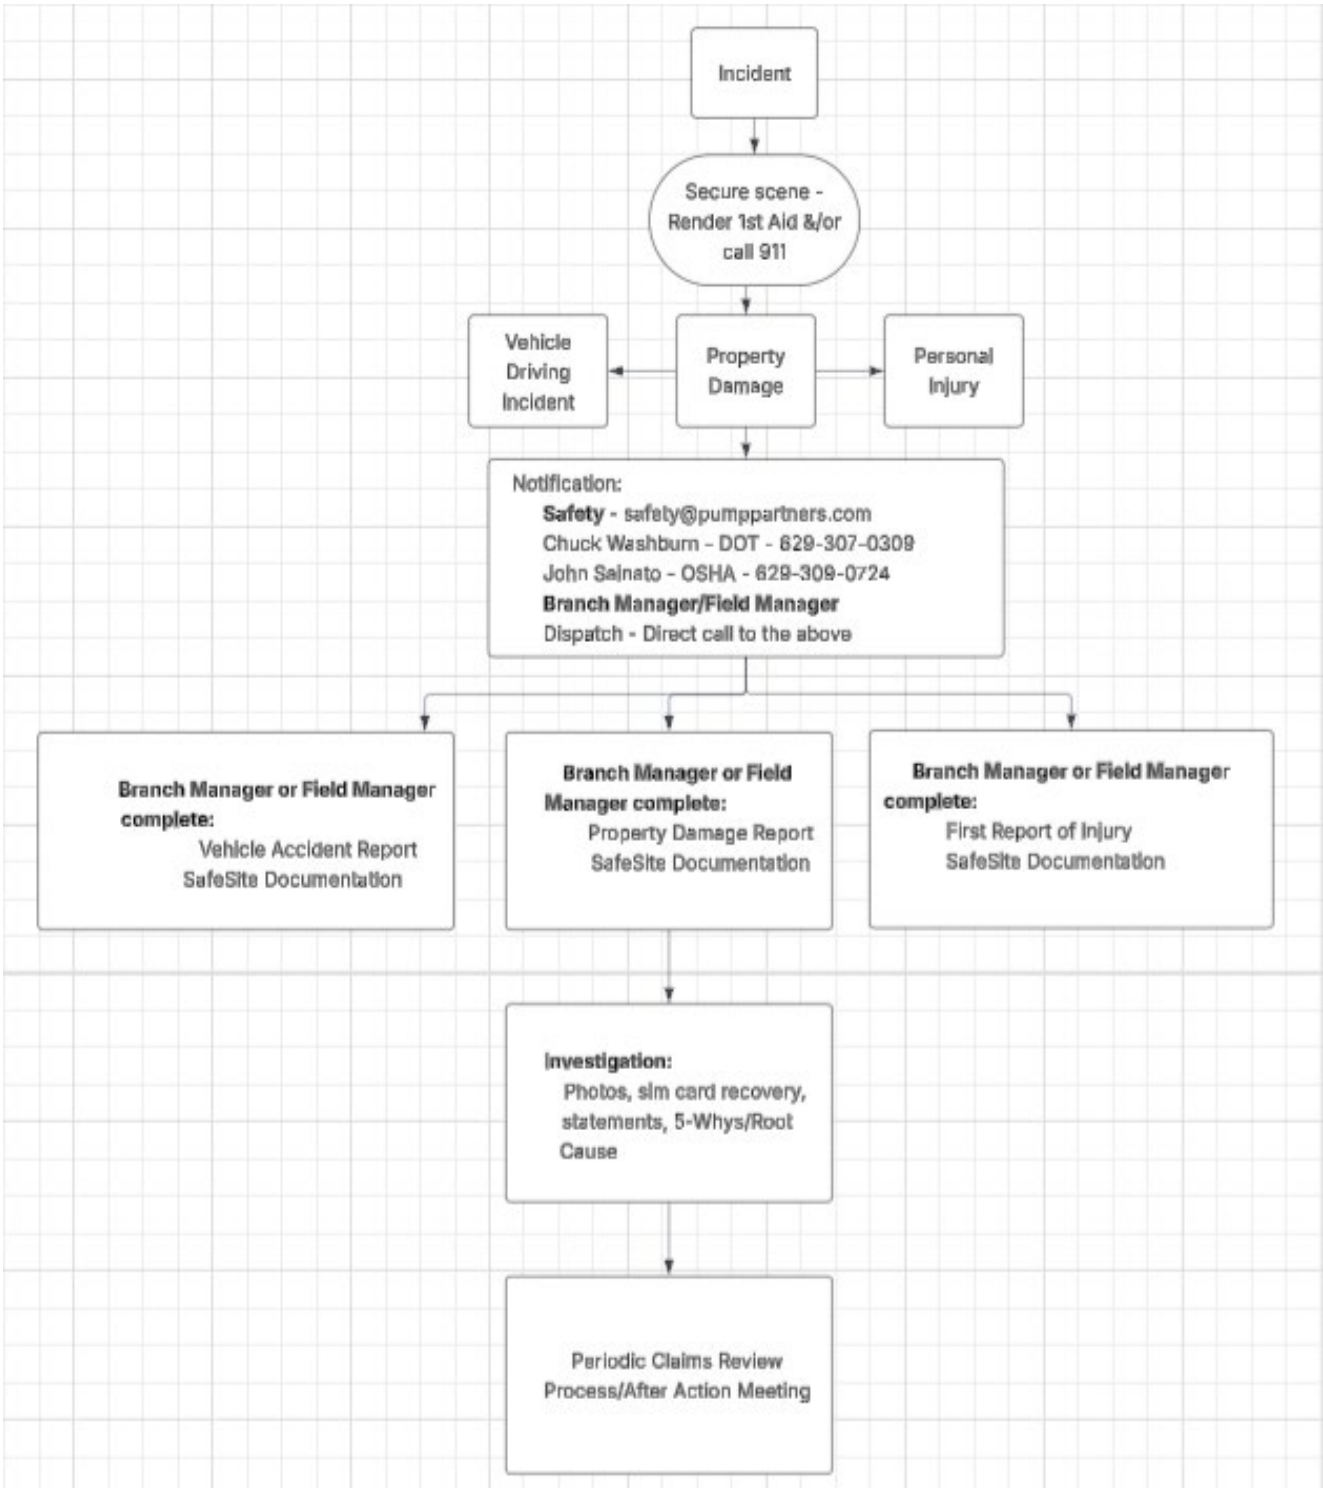 Incident
Secure scene -
Render 1st Aid &/or
call 911
Vehicle
Driving
Incident
Property
Damage
Personal
Injury
Notification:
Safety - safety@pumppartners.com
Chuck Washburn - DOT - 629-307-0309
John Sainato - OSHA - 629-309-0724
Branch Manager/Field Manager
Dispatch - Direct call to the above
Branch Manager or Field Manager
complete:
Vehicle Accident Report
SafeSite Documentation
Branch Manager or Field
Manager complete:
Property Damage Report
SafeSite Documentation
Branch Manager or Field Manager
complete:
First Report of Injury
SafeSite Documentation
Investigation:
Photos, sim card recovery,
statements, 5-Whys/Root
Cause
Periodic Claims Review
Process/After Action Meeting